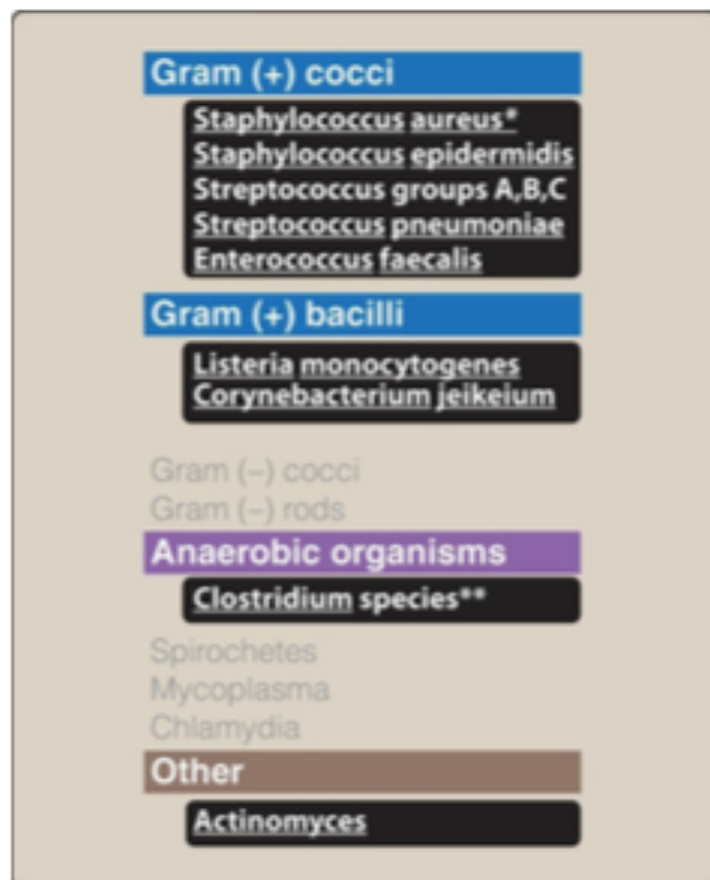 Gram (+) cocci
Staphylococcus aureus*
Staphylococcus epidermidis
Streptococcus groups A,B,C
Streptococcus pneumoniae
Enterococcus faecalis
Gram (+) bacilli
Listeria monocytogenes
Corynebacterium jeikeium
Gram (–) cocci
Gram (–) rods
Anaerobic organisms
Clostridium species**
Spirochetes
Mycoplasma
Chlamydia
Other
Actinomyces